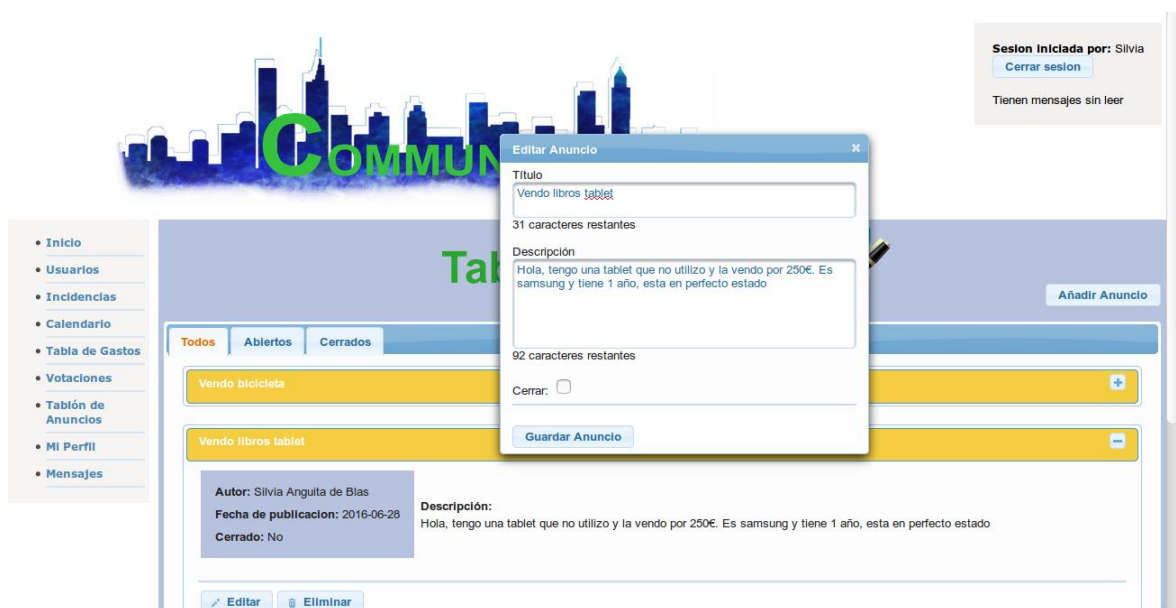 Sesion iniciada por: Silvia
Cerrar sesion
Tienen mensajes sin leer
Editar Anuncio
Título
Vendo libros tablet
31 caracteres restantes
Descripción
Hola, tengo una tablet que no utilizo y la vendo por 250€. Es
samsung y tiene 1 año, esta en perfecto estado
92 caracteres restantes
Cerrar:
Guardar Anuncio
Inicio
Usuarios
Incidencias
Calendario
Tabla de Gastos
Votaciones
Tablón de
Anuncios
Mi Perfil
Mensajes
Añadir Anuncio
Todos Abiertos Cerrados
Vendo bicicleta
Vendo libros tablet
Autor: Silvia Anguita de Blas
Fecha de publicacion: 2016-06-28
Cerrado: No
Descripción:
Hola, tengo una tablet que no utilizo y la vendo por 250€. Es samsung y tiene 1 año, esta en perfecto estado
Editar Eliminar